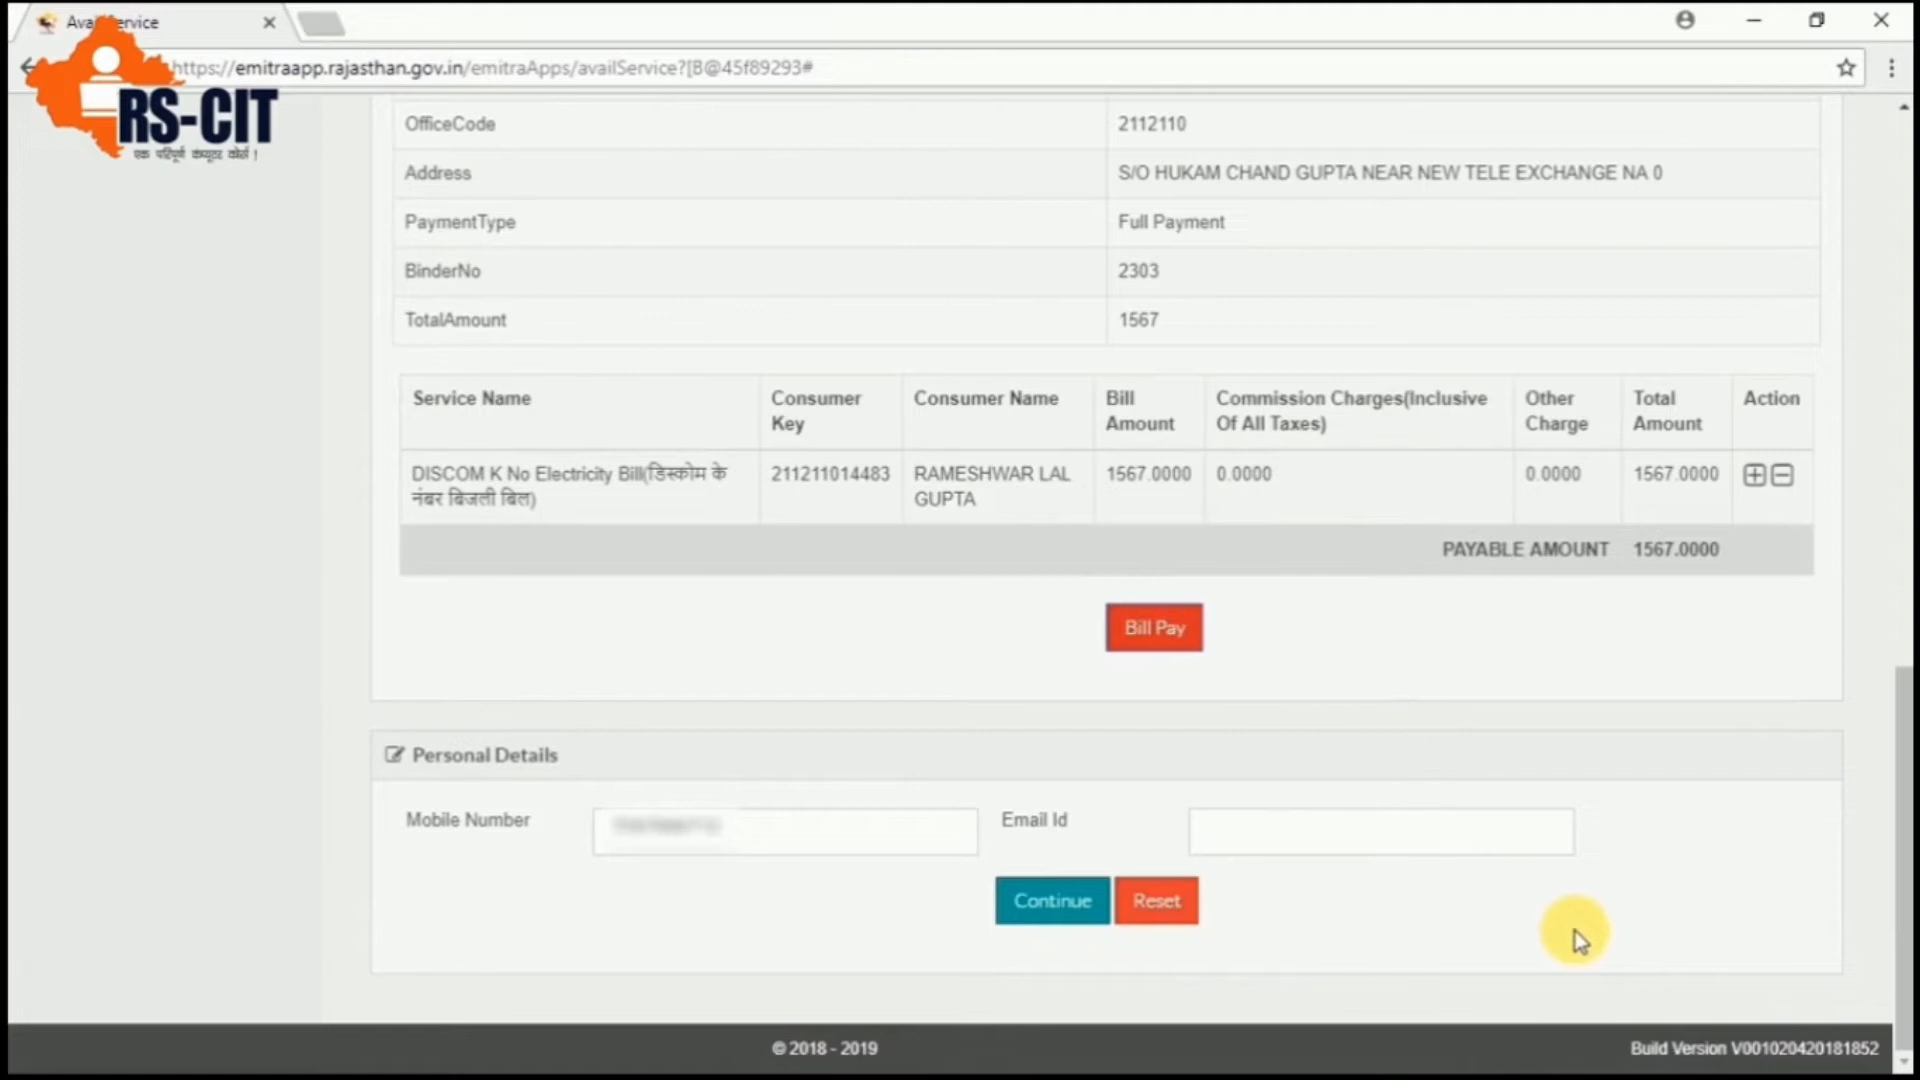 Avail Service
https://emitraapp.rajasthan.gov.in/emitraApps/availService?[B@45f89293#
RS-CIT
एक परिपूर्ण कंप्यूटर कोर्स !
OfficeCode 2112110
Address S/O HUKAM CHAND GUPTA NEAR NEW TELE EXCHANGE NA 0
PaymentType Full Payment
BinderNo 2303
TotalAmount 1567
Service Name Consumer Key Consumer Name Bill Amount Commission Charges(Inclusive Of All Taxes) Other Charge Total Amount Action
DISCOM K No Electricity Bill(डिस्कोम के नंबर बिजली बिल) 211211014483 RAMESHWAR LAL GUPTA 1567.0000 0.0000 0.0000 1567.0000
PAYABLE AMOUNT 1567.0000
Bill Pay
Personal Details
Mobile Number Email Id
Continue Reset
© 2018 - 2019 Build Version V001020420181852